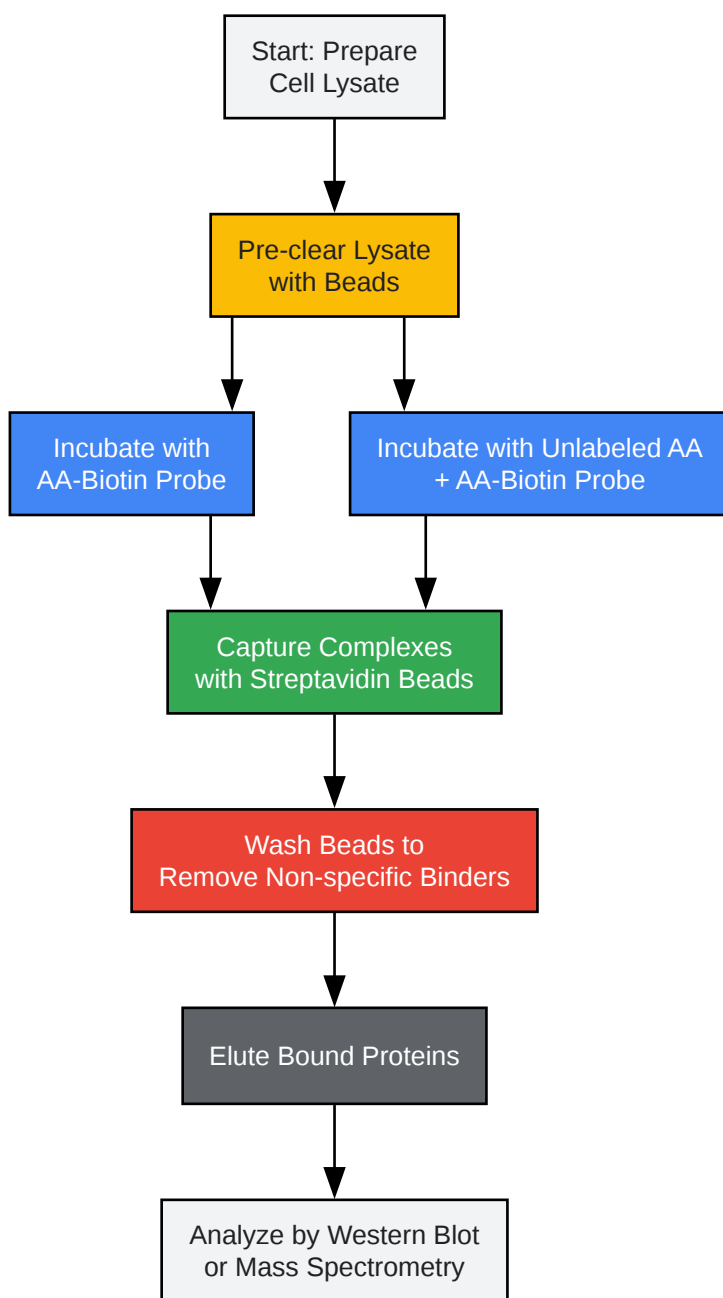 Start: Prepare
Cell Lysate
Pre-clear Lysate
with Beads
Incubate with
AA-Biotin Probe
Incubate with Unlabeled AA
+ AA-Biotin Probe
Capture Complexes
with Streptavidin Beads
Wash Beads to
Remove Non-specific Binders
Elute Bound Proteins
Analyze by Western Blot
or Mass Spectrometry